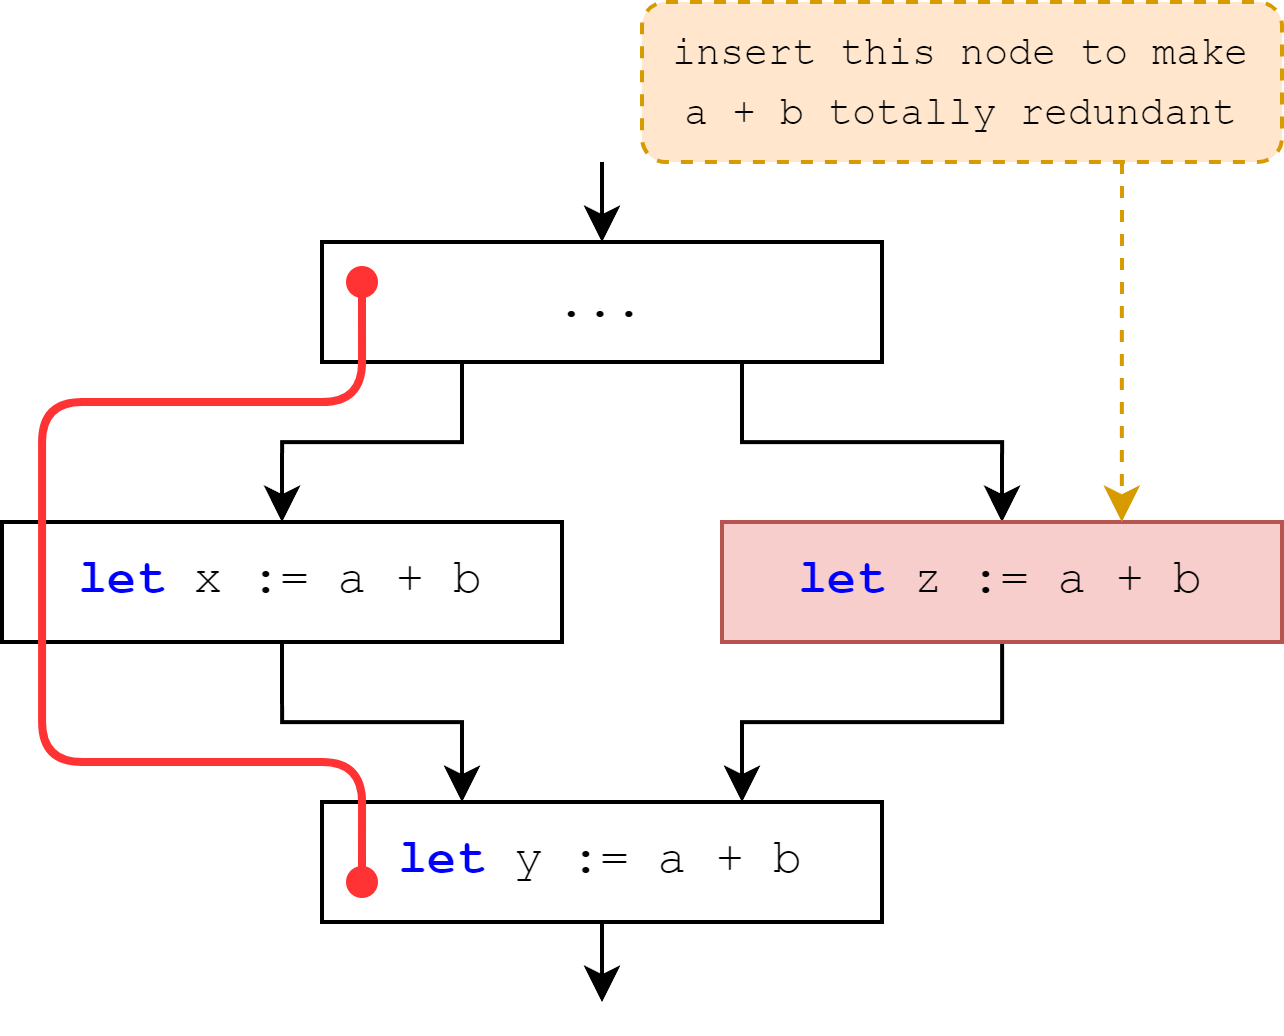 insert this node to make
a + b totally redundant
...
let x := a + b
let z := a + b
let y := a + b